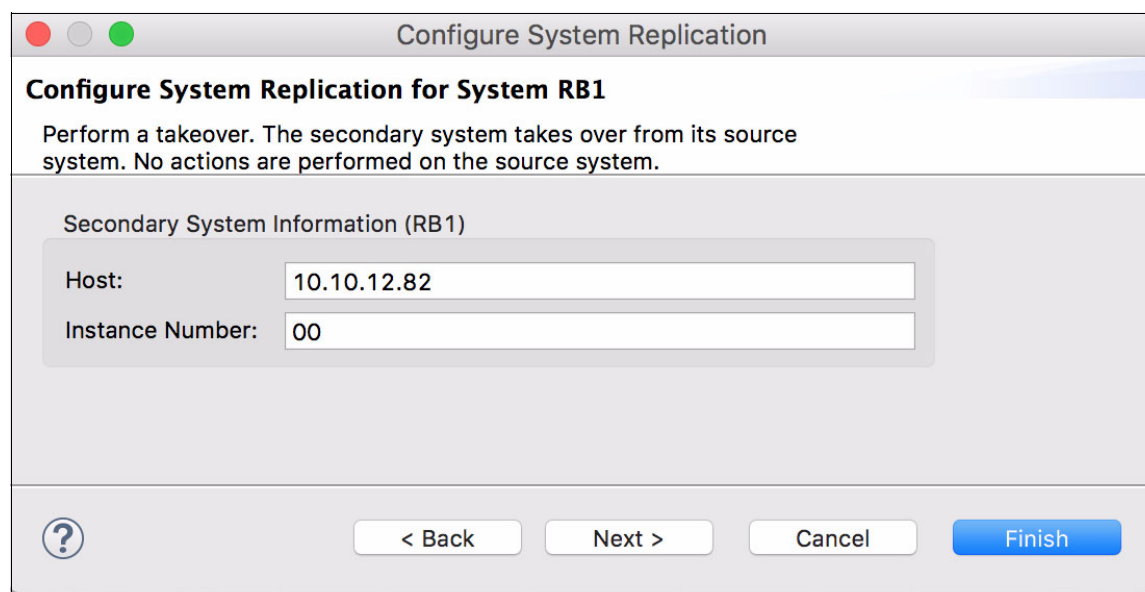 Configure System Replication
Configure System Replication for System RB1
Perform a takeover. The secondary system takes over from its source
system. No actions are performed on the source system.
Secondary System Information (RB1)
Host: 10.10.12.82
Instance Number: 00
? < Back Next > Cancel Finish